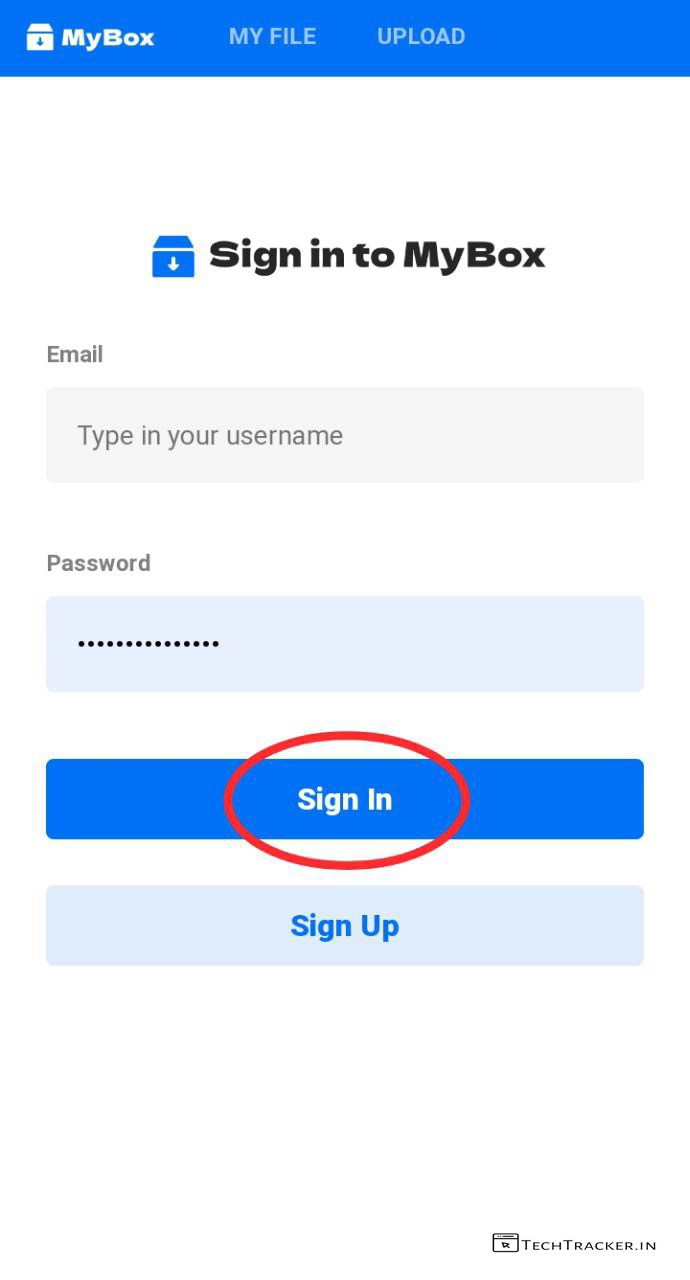 MyBox MY FILE UPLOAD
Sign in to MyBox
Email
Type in your username
Password
•••••••••••••••
Sign In
Sign Up
TECHTRACKER.IN